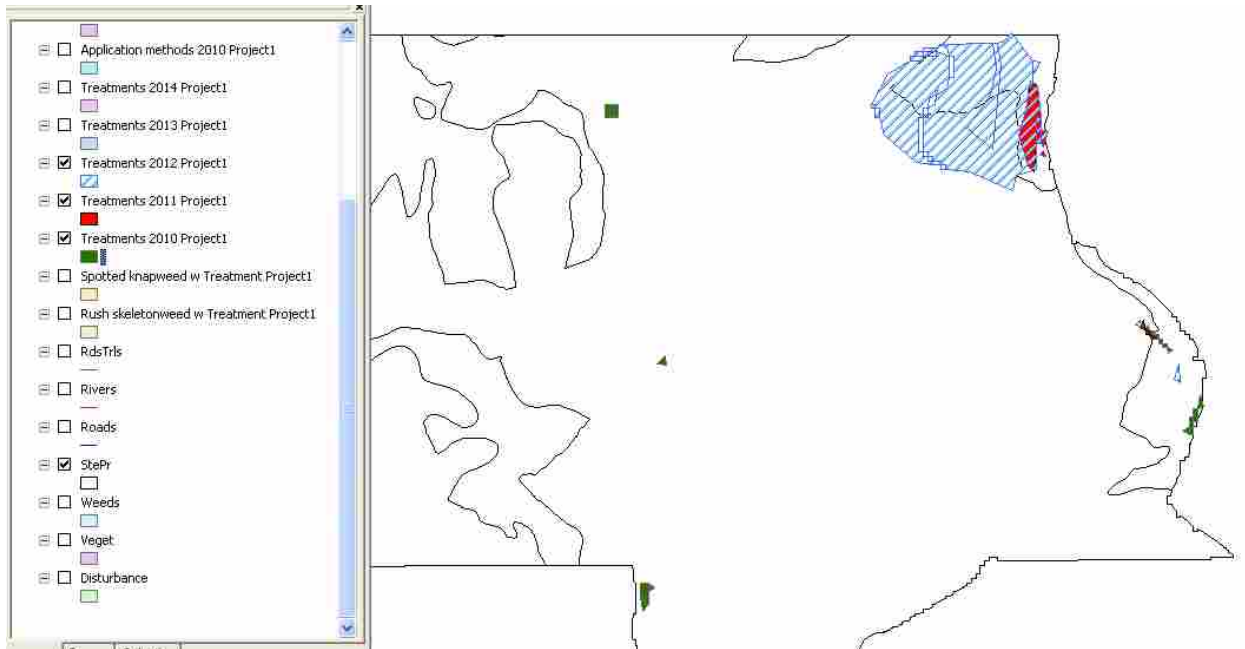 Application methods 2010 Project1
Treatments 2014 Project1
Treatments 2013 Project1
Treatments 2012 Project1
Treatments 2011 Project1
Treatments 2010 Project1
Spotted knapweed w Treatment Project1
Rush skeletonweed w Treatment Project1
RdsTrls
Rivers
Roads
StePr
Weeds
Veget
Disturbance